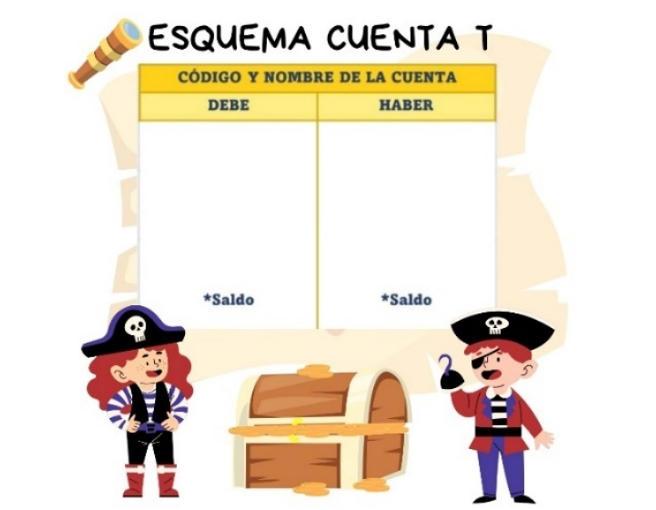 ESQUEMA CUENTA T
CÓDIGO Y NOMBRE DE LA CUENTA
DEBE HABER
*Saldo *Saldo